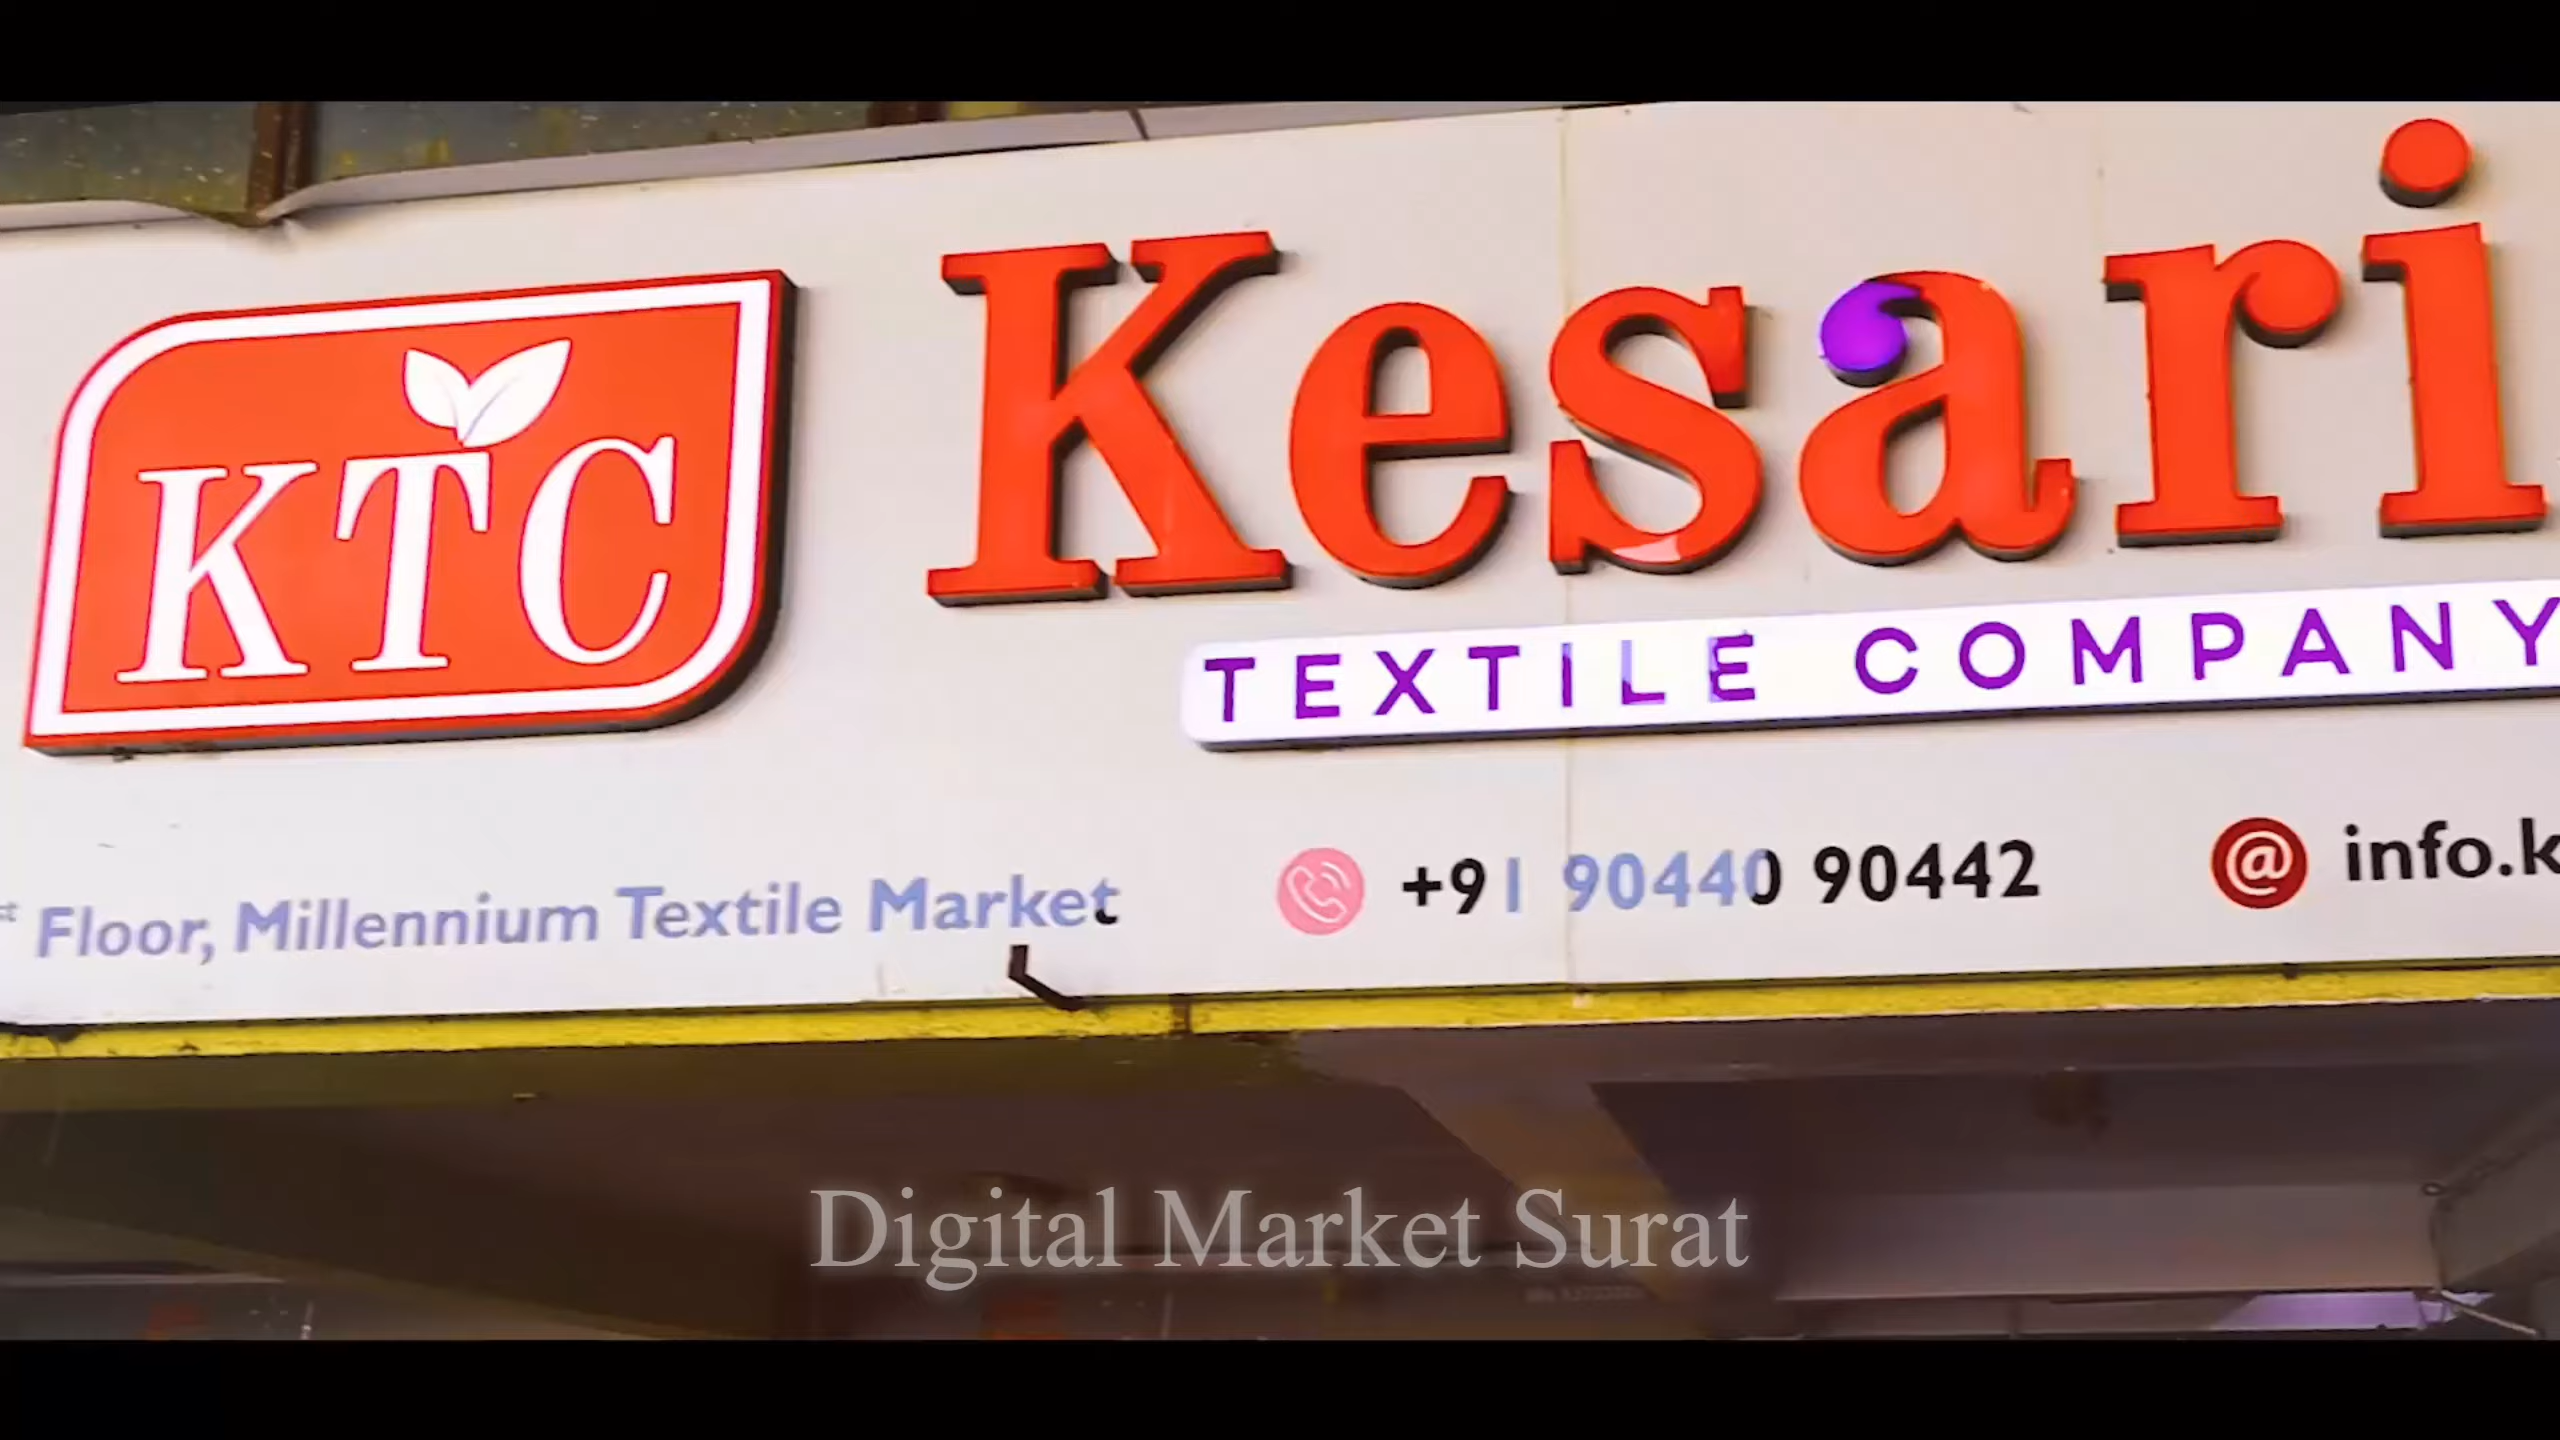 KTC
Kesari
TEXTILE COMPANY
Floor, Millennium Textile Market
+91 90440 90442
@ info.k
Digital Market Surat